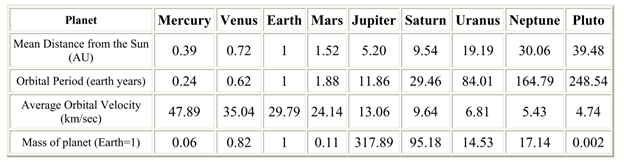 Planet Mercury Venus Earth Mars Jupiter Saturn Uranus Neptune Pluto
Mean Distance from the Sun
(AU) 0.39 0.72 1 1.52 5.20 9.54 19.19 30.06 39.48
Orbital Period (earth years) 0.24 0.62 1 1.88 11.86 29.46 84.01 164.79 248.54
Average Orbital Velocity
(km/sec) 47.89 35.04 29.79 24.14 13.06 9.64 6.81 5.43 4.74
Mass of planet (Earth=1) 0.06 0.82 1 0.11 317.89 95.18 14.53 17.14 0.002